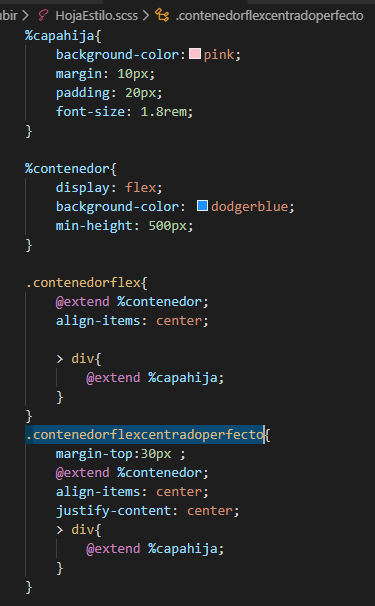 ubir > HojaEstilo.scss > .contenedorflexcentradoperfecto
%capahija{
background-color:pink;
margin: 10px;
padding: 20px;
font-size: 1.8rem;
}
%contenedor{
display: flex;
background-color: dodgerblue;
min-height: 500px;
}
.contenedorflex{
@extend %contenedor;
align-items: center;
> div{
@extend %capahija;
}
}
.contenedorflexcentradoperfecto{
margin-top:30px ;
@extend %contenedor;
align-items: center;
justify-content: center;
> div{
@extend %capahija;
}
}